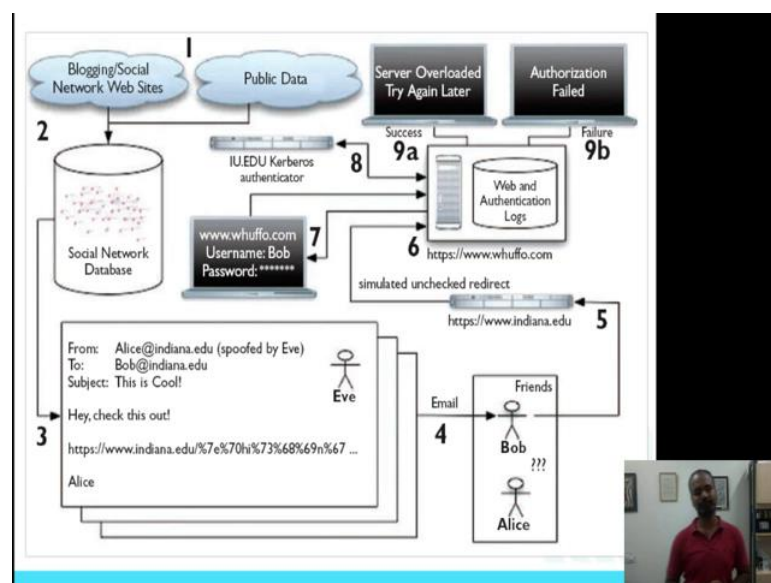 1
Blogging/Social
Network Web Sites
Public Data
Server Overloaded
Try Again Later
Authorization
Failed
2
Success
9a
Failure
9b
IU.EDU Kerberos
authenticator
8
Web and
Authentication
Logs
Social Network
Database
www.whuffo.com
Username: Bob
Password: *******
7
6
https://www.whuffo.com
simulated unchecked redirect
https://www.indiana.edu
5
From: Alice@indiana.edu (spoofed by Eve)
To: Bob@indiana.edu
Subject: This is Cool!
Eve
Hey, check this out!
3
https://www.indiana.edu/%7e%70hi%73%68%69n%67 ...
Alice
Email
4
Friends
Bob
???
Alice